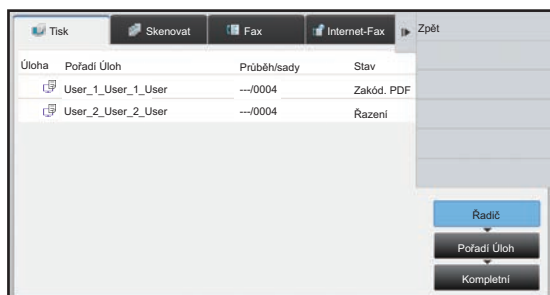 Tisk Skenovat Fax Internet-Fax Zpět
Úloha Pořadí Úloh Průběh/sady Stav
User_1_User_1_User ---/0004 Zakód. PDF
User_2_User_2_User ---/0004 Řazení
Řadič
Pořadí Úloh
Kompletní